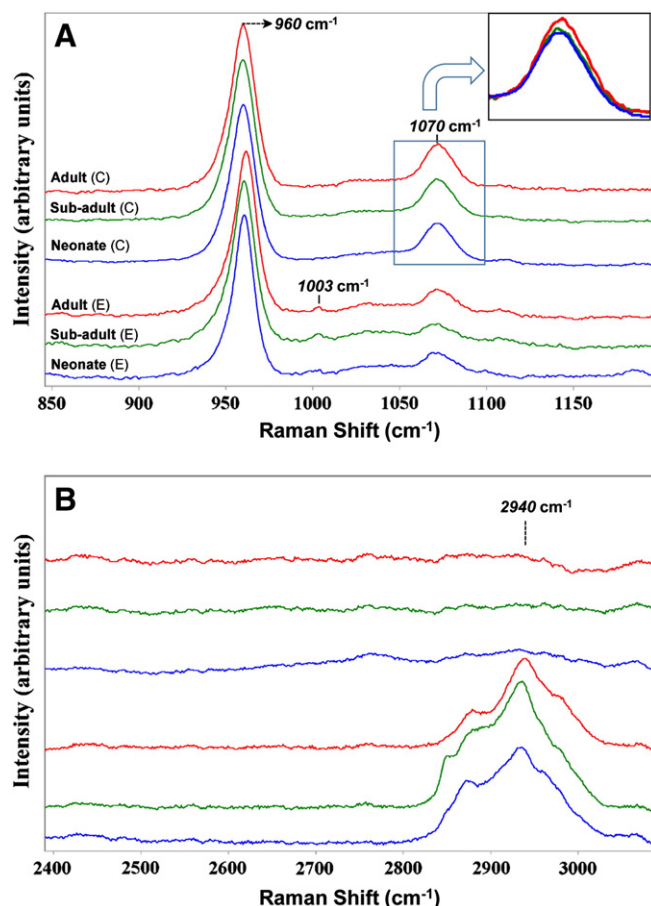 A
960 cm-1
1070 cm-1
Adult (C)
Sub-adult (C)
Neonate (C)
1003 cm-1
Adult (E)
Sub-adult (E)
Neonate (E)
Intensity (arbitrary units)
850 900 950 1000 1050 1100 1150
Raman Shift (cm-1)
B
2940 cm-1
Intensity (arbitrary units)
2400 2500 2600 2700 2800 2900 3000
Raman Shift (cm-1)